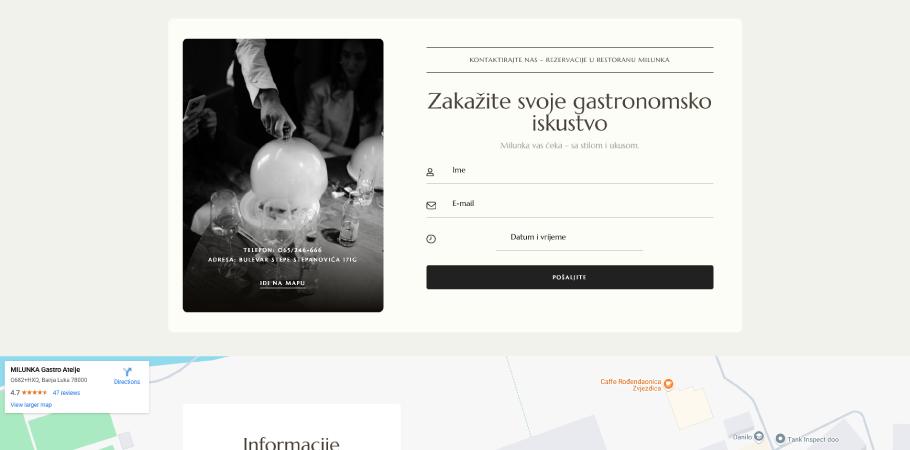 KONTAKTIRAJTE NAS – REZERVACIJE U RESTORANU MILUNKA
Zakažite svoje gastronomsko
iskustvo
Milunka vas čeka – sa stilom i ukusom.
Ime
E-mail
Datum i vrijeme
POŠALJITE
TELEFON: 065/246-666
ADRESA: BULEVAR STEPE STEPANOVIĆA 171G
IDI NA MAPU
MILUNKA Gastro Atelje
Q682+HXQ, Banja Luka 78000
4.7
47 reviews
View larger map
Directions
Caffe Rođendaonica
Zvjezdica
Danilo
Tank Inspect doo
Informacije